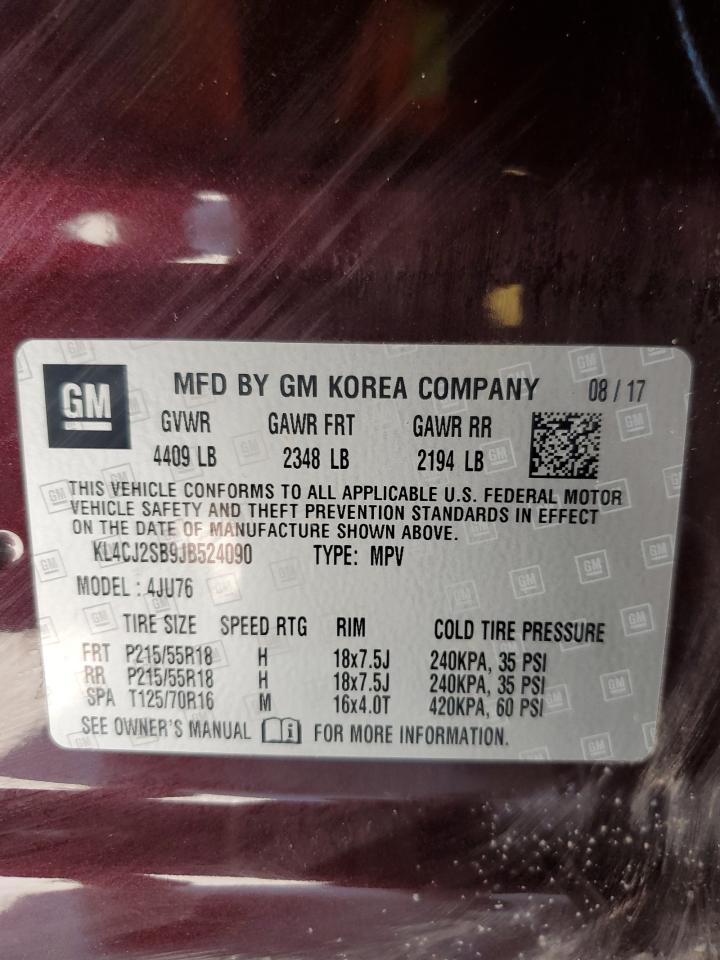 GM MFD BY GM KOREA COMPANY 08 / 17
GVWR GAWR FRT GAWR RR
4409 LB 2348 LB 2194 LB
THIS VEHICLE CONFORMS TO ALL APPLICABLE U.S. FEDERAL MOTOR
VEHICLE SAFETY AND THEFT PREVENTION STANDARDS IN EFFECT
ON THE DATE OF MANUFACTURE SHOWN ABOVE.
KL4CJ2SB9JB524090 TYPE: MPV
MODEL : 4JU76
TIRE SIZE SPEED RTG RIM COLD TIRE PRESSURE
FRT P215/55R18 H 18x7.5J 240KPA, 35 PSI
RR P215/55R18 H 18x7.5J 240KPA, 35 PSI
SPA T125/70R16 M 16x4.0T 420KPA, 60 PSI
SEE OWNER'S MANUAL i FOR MORE INFORMATION.